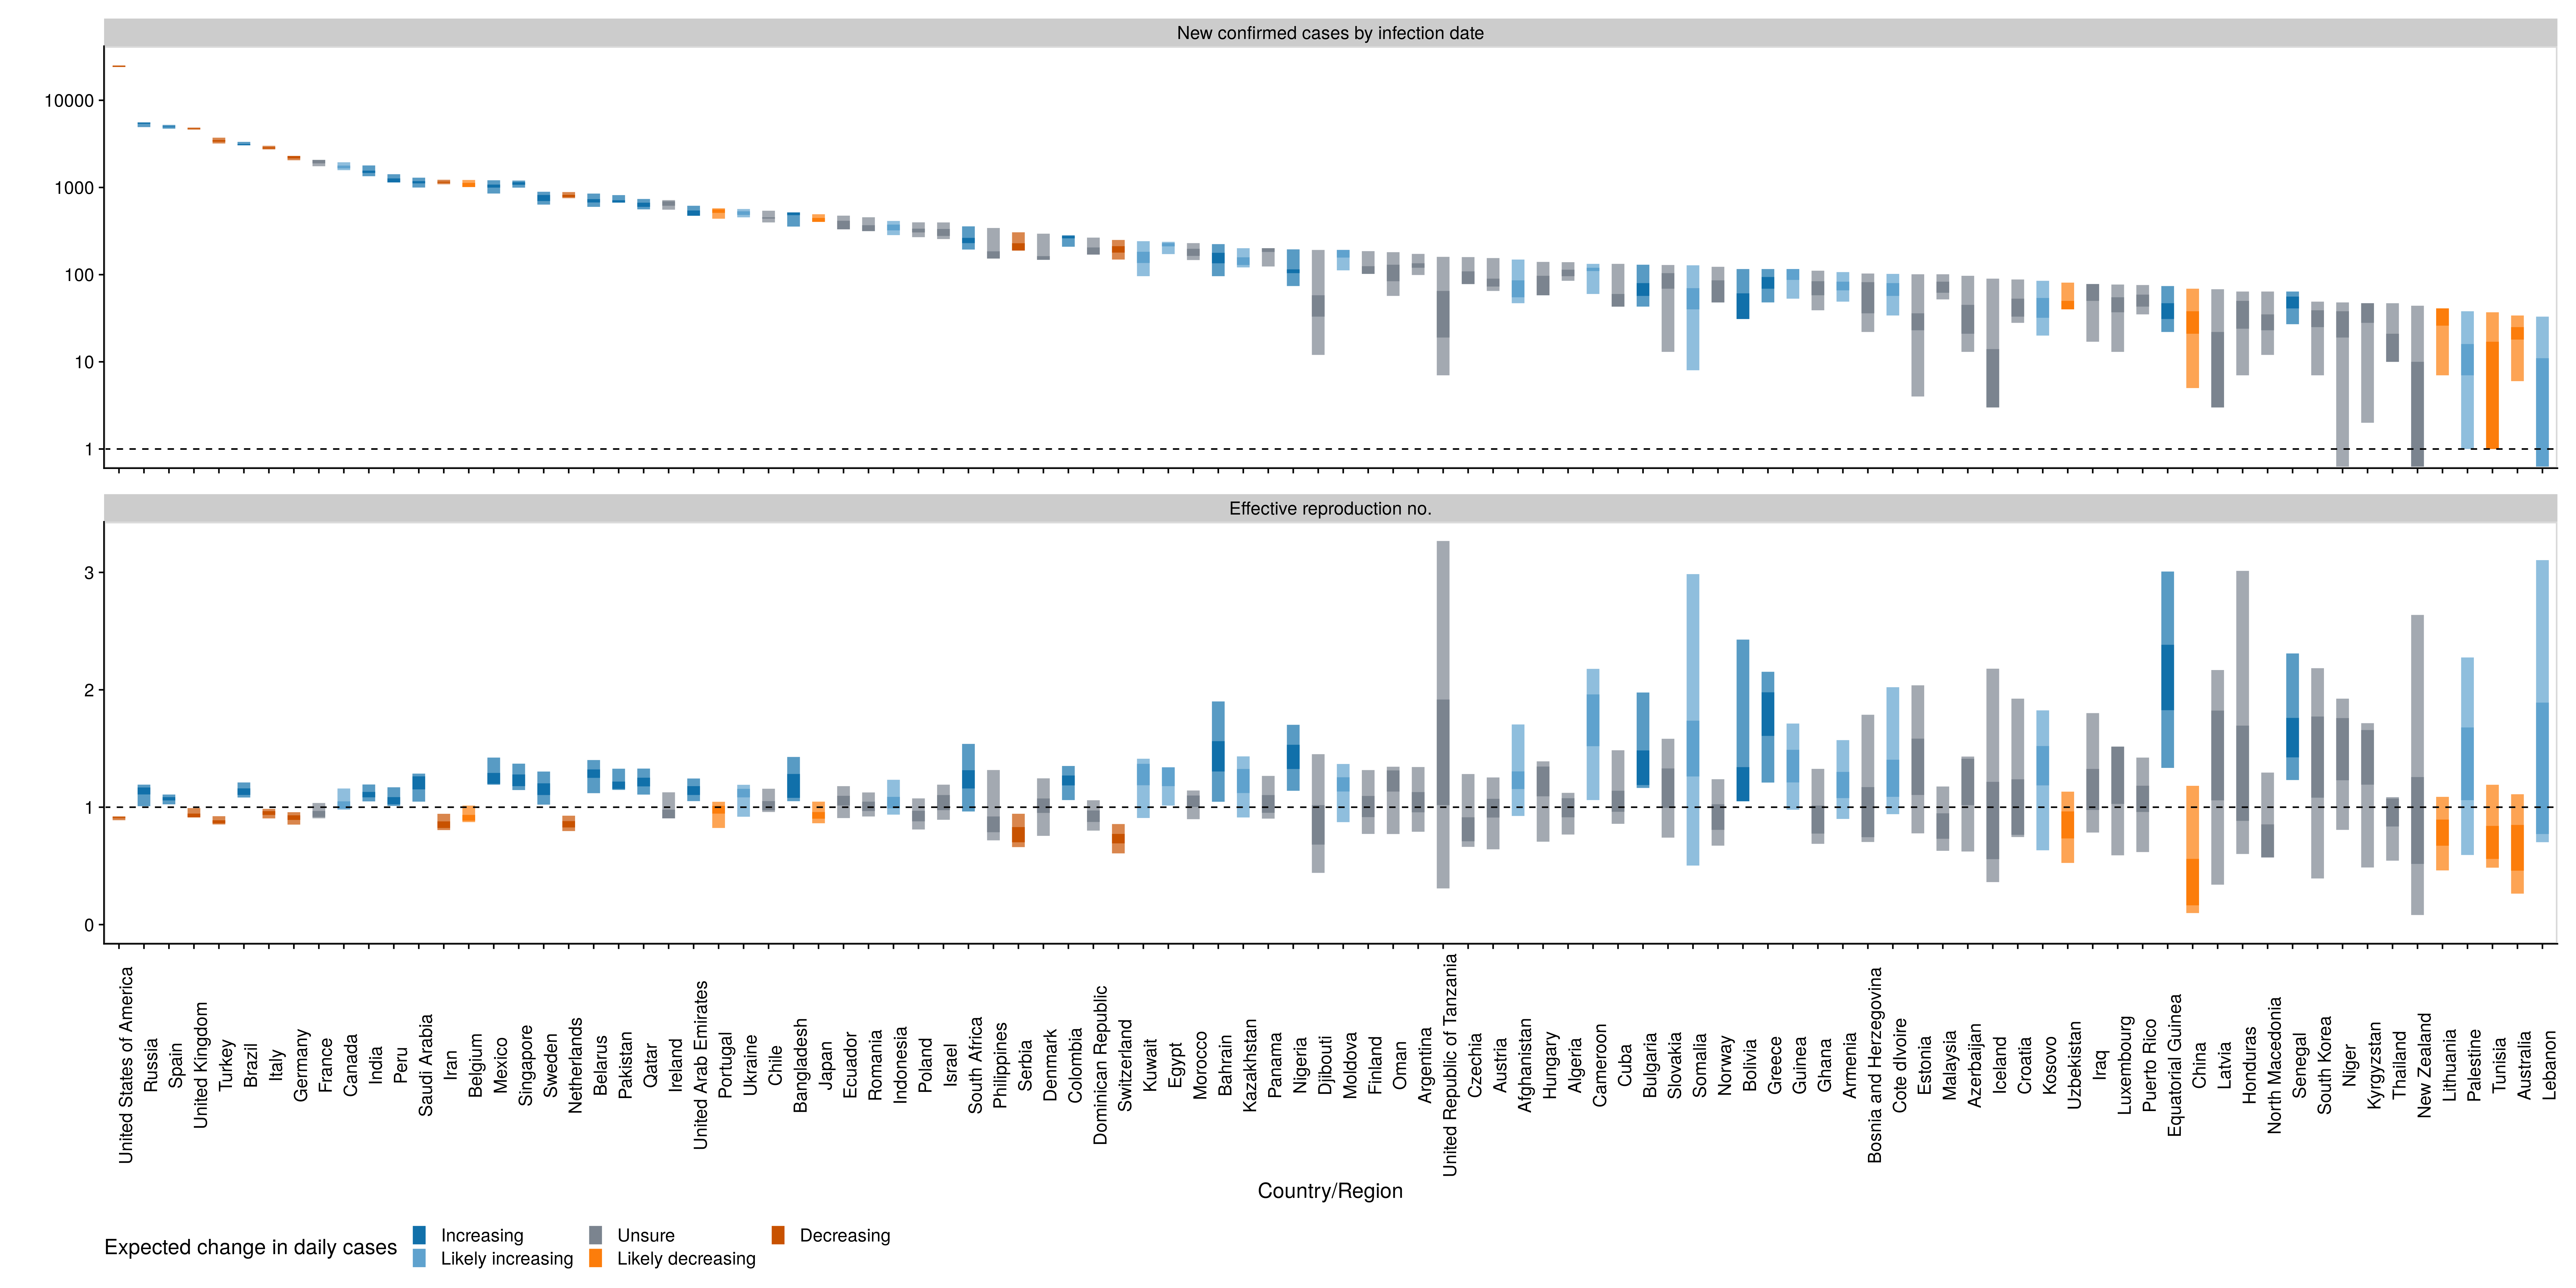 New confirmed cases by infection date
10000
1000
100
10
1
Effective reproduction no.
3
2
1
0
United States of America
Russia
Spain
United Kingdom
Turkey
Brazil
Italy
Germany
France
Canada
India
Peru
Saudi Arabia
Iran
Belgium
Mexico
Singapore
Sweden
Netherlands
Belarus
Pakistan
Qatar
Ireland
United Arab Emirates
Portugal
Ukraine
Chile
Bangladesh
Japan
Ecuador
Romania
Indonesia
Poland
Israel
South Africa
Philippines
Serbia
Denmark
Colombia
Dominican Republic
Switzerland
Kuwait
Egypt
Morocco
Bahrain
Kazakhstan
Panama
Nigeria
Djibouti
Moldova
Finland
Oman
Argentina
United Republic of Tanzania
Czechia
Austria
Afghanistan
Hungary
Algeria
Cameroon
Cuba
Bulgaria
Slovakia
Somalia
Norway
Bolivia
Greece
Guinea
Ghana
Armenia
Bosnia and Herzegovina
Cote dIvoire
Estonia
Malaysia
Azerbaijan
Iceland
Croatia
Kosovo
Uzbekistan
Iraq
Luxembourg
Puerto Rico
Equatorial Guinea
China
Latvia
Honduras
North Macedonia
Senegal
South Korea
Niger
Kyrgyzstan
Thailand
New Zealand
Lithuania
Palestine
Tunisia
Australia
Lebanon
Country/Region
Expected change in daily cases
Increasing
Unsure
Decreasing
Likely increasing
Likely decreasing